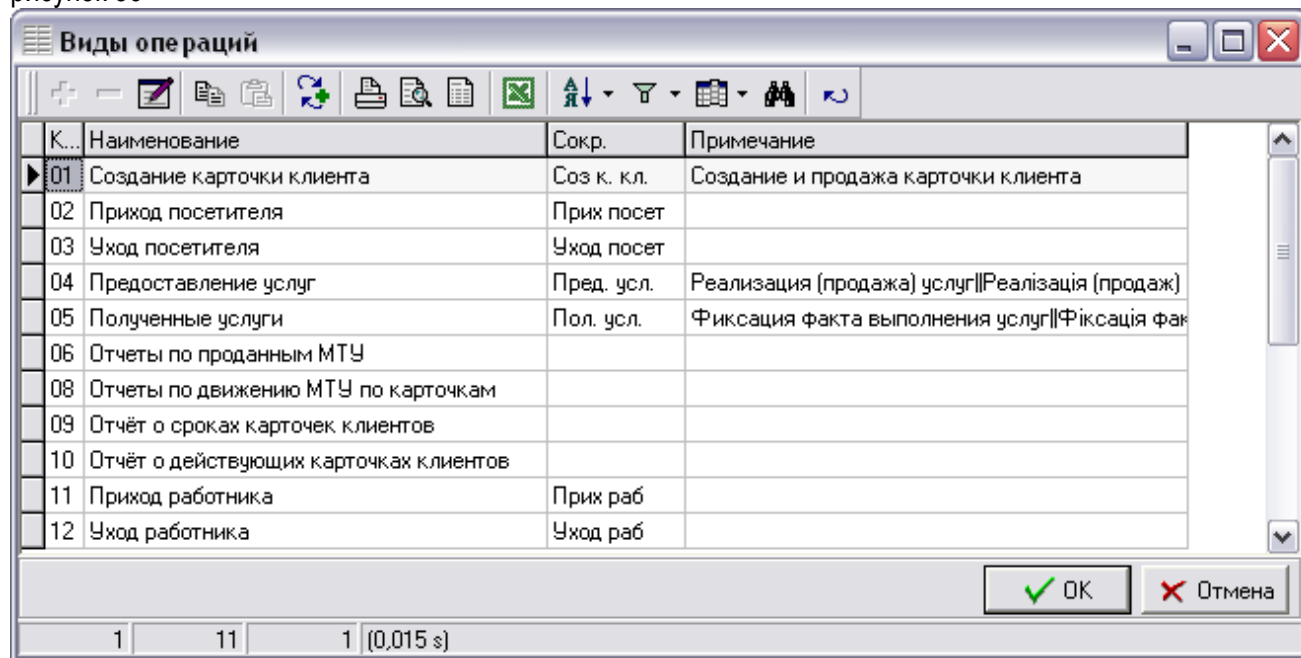 Виды операций
К... Наименование Сокр. Примечание
01 Создание карточки клиента Соз к. кл. Создание и продажа карточки клиента
02 Приход посетителя Прих посет
03 Уход посетителя Уход посет
04 Предоставление услуг Пред. усл. Реализация (продажа) услуг||Реалізація (продаж)
05 Полученные услуги Пол. усл. Фиксация факта выполнения услуг||Фіксація фак
06 Отчеты по проданным МТУ
08 Отчеты по движению МТУ по карточкам
09 Отчёт о сроках карточек клиентов
10 Отчёт о действующих карточках клиентов
11 Приход работника Прих раб
12 Уход работника Уход раб
OK Отмена
1 11 1 (0,015 s)